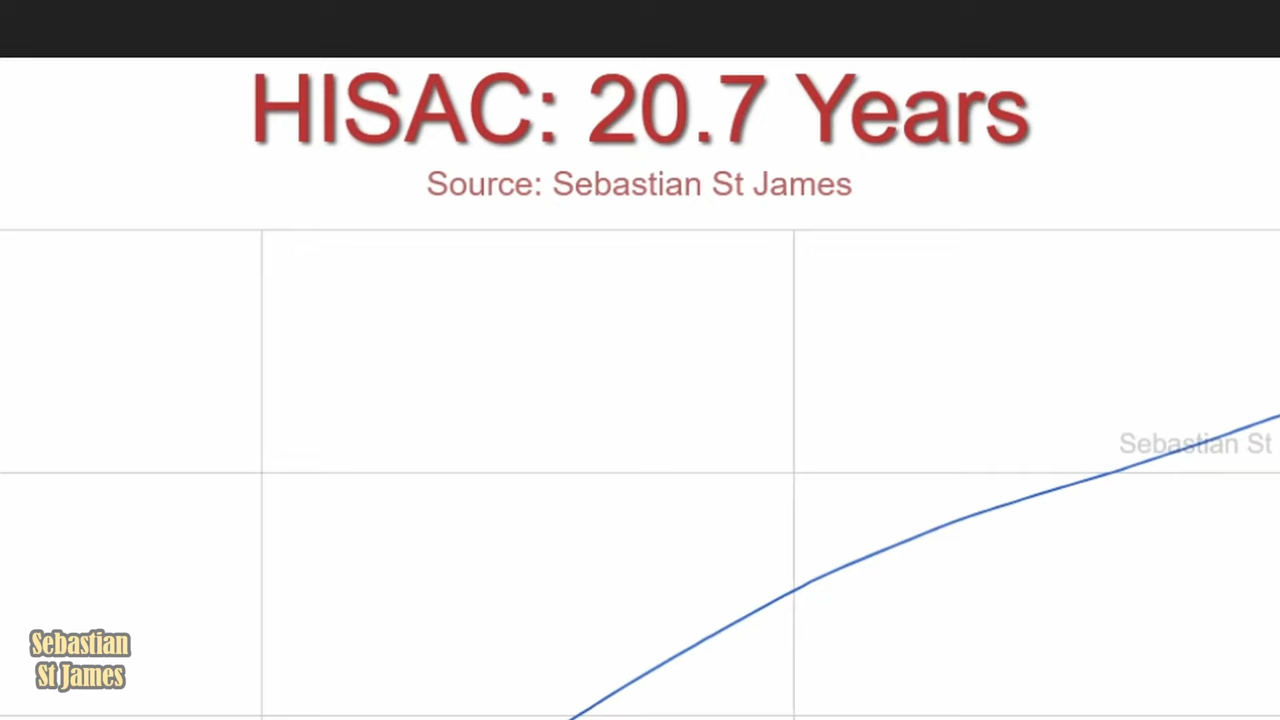 HISAC: 20.7 Years
Source: Sebastian St James
Sebastian St
Sebastian
St James